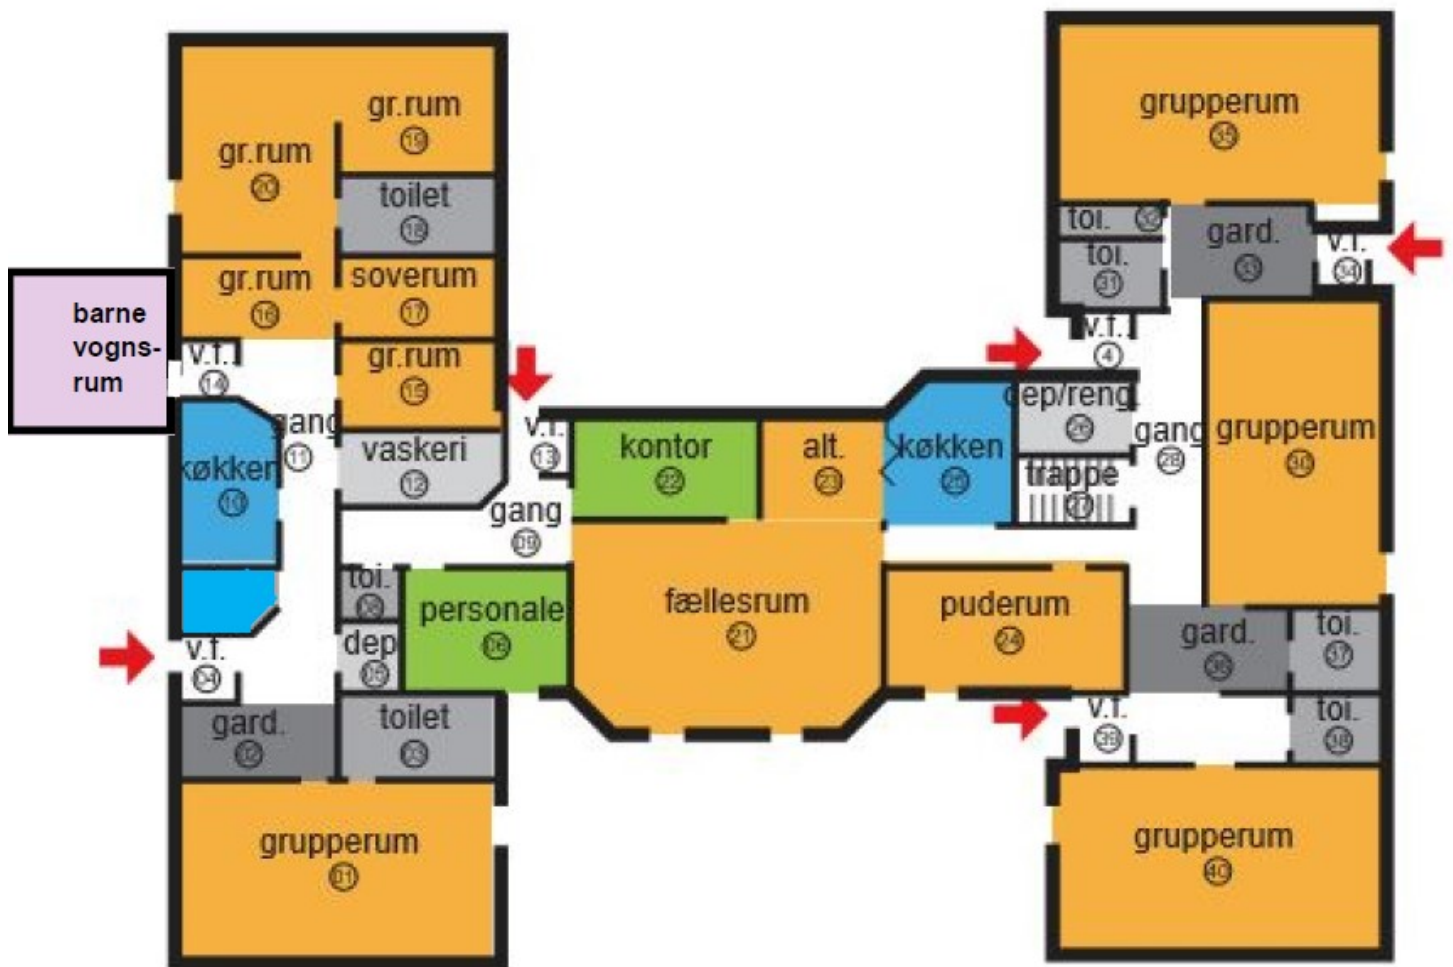 gr.rum
19
gr.rum
20
toilet
18
gr.rum
16
soverum
17
barne
vogns-
rum
v.f.
14
gr.rum
15
gang
11
køkken
10
vaskeri
12
v.f.
13
gang
09
toi.
08
personale
06
dep
05
v.f.
04
gard.
02
toilet
03
grupperum
01
kontor
22
alt.
23
køkken
25
fællesrum
21
puderum
24
grupperum
35
toi.
32
toi.
31
gard.
33
v.f.
34
v.f.
4
dep/reng.
26
trappe
27
gang
28
grupperum
30
gard.
36
toi.
37
toi.
38
v.f.
39
grupperum
40